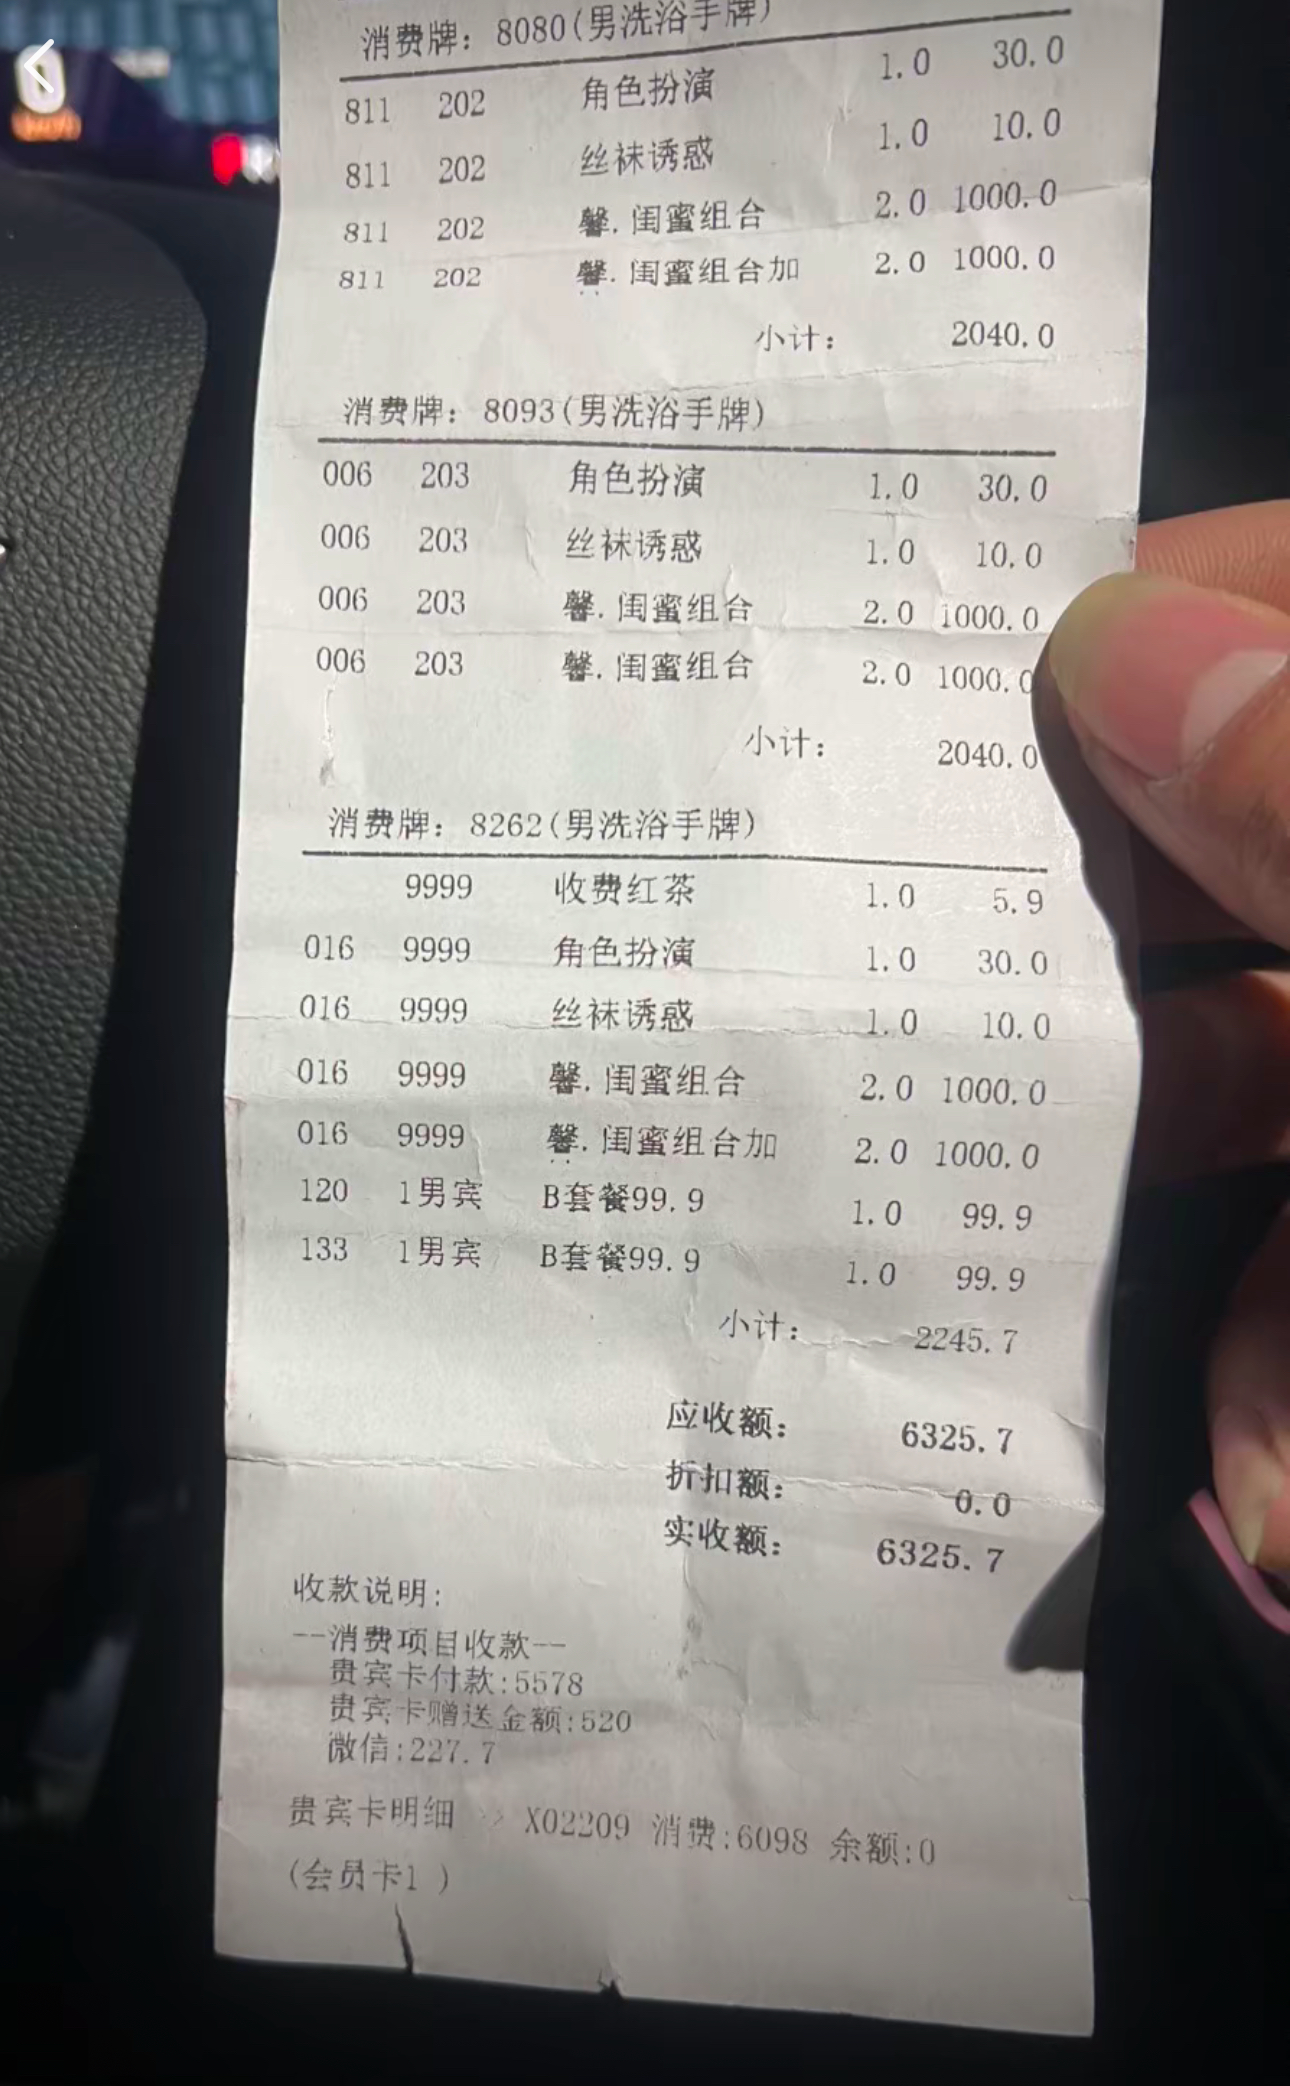 消费牌：8080(男洗浴手牌)
811 202 角色扮演 1.0 30.0
811 202 丝袜诱惑 1.0 10.0
811 202 馨.闺蜜组合 2.0 1000.0
811 202 馨.闺蜜组合加 2.0 1000.0
小计： 2040.0
消费牌：8093(男洗浴手牌)
006 203 角色扮演 1.0 30.0
006 203 丝袜诱惑 1.0 10.0
006 203 馨.闺蜜组合 2.0 1000.0
006 203 馨.闺蜜组合 2.0 1000.0
小计： 2040.0
消费牌：8262(男洗浴手牌)
9999 收费红茶 1.0 5.9
016 9999 角色扮演 1.0 30.0
016 9999 丝袜诱惑 1.0 10.0
016 9999 馨.闺蜜组合 2.0 1000.0
016 9999 馨.闺蜜组合加 2.0 1000.0
120 1男宾 B套餐99.9 1.0 99.9
133 1男宾 B套餐99.9 1.0 99.9
小计： 2245.7
应收额： 6325.7
折扣额： 0.0
实收额： 6325.7
收款说明：
--消费项目收款--
贵宾卡付款:5578
贵宾卡赠送金额:520
微信:227.7
贵宾卡明细 >> X02209 消费:6098 余额:0
(会员卡1 )